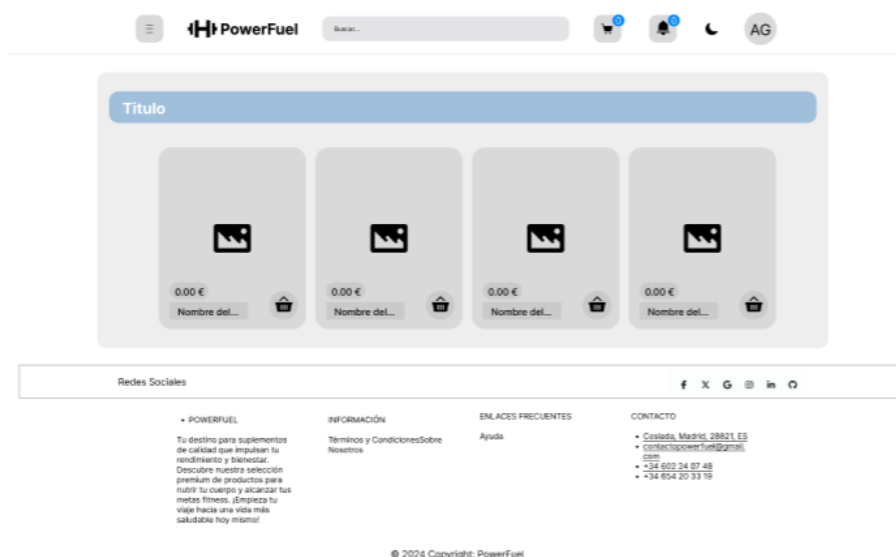 PowerFuel
Buscar...
0
0
AG
Titulo
0.00 €
Nombre del...
0.00 €
Nombre del...
0.00 €
Nombre del...
0.00 €
Nombre del...
Redes Sociales
POWERFUEL
Tu destino para suplementos
de calidad que impulsan tu
rendimiento y bienestar.
Descubre nuestra selección
premium de productos para
nutrir tu cuerpo y alcanzar tus
metas fitness. ¡Empieza tu
viaje hacia una vida más
saludable hoy mismo!
INFORMACIÓN
Términos y CondicionesSobre
Nosotros
ENLACES FRECUENTES
Ayuda
CONTACTO
Coslada, Madrid, 28821, ES
contactopowerfuel@gmail.
com
+34 602 24 07 48
+34 654 20 33 19
© 2024 Copyright: PowerFuel